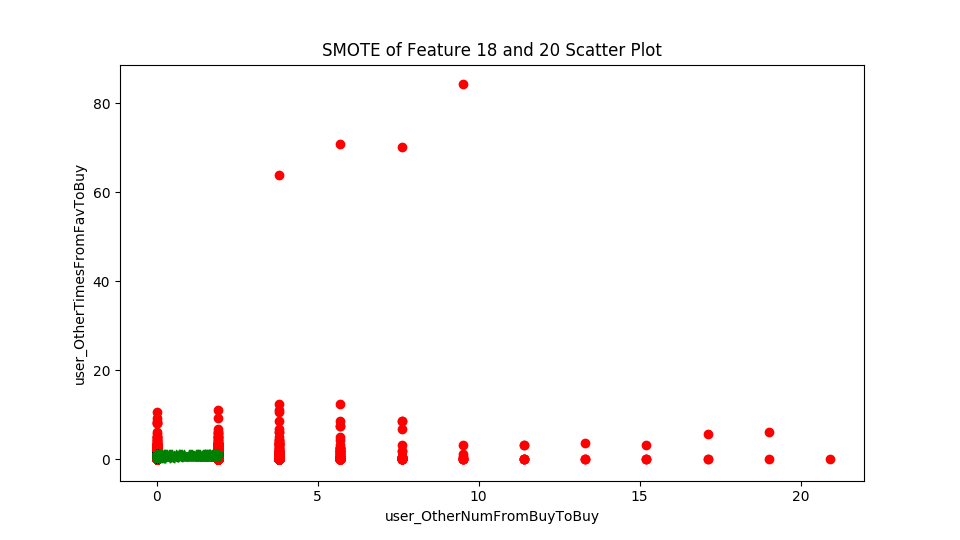 SMOTE of Feature 18 and 20 Scatter Plot
80
60
40
20
0
user_OtherTimesFromFavToBuy
0 5 10 15 20
user_OtherNumFromBuyToBuy